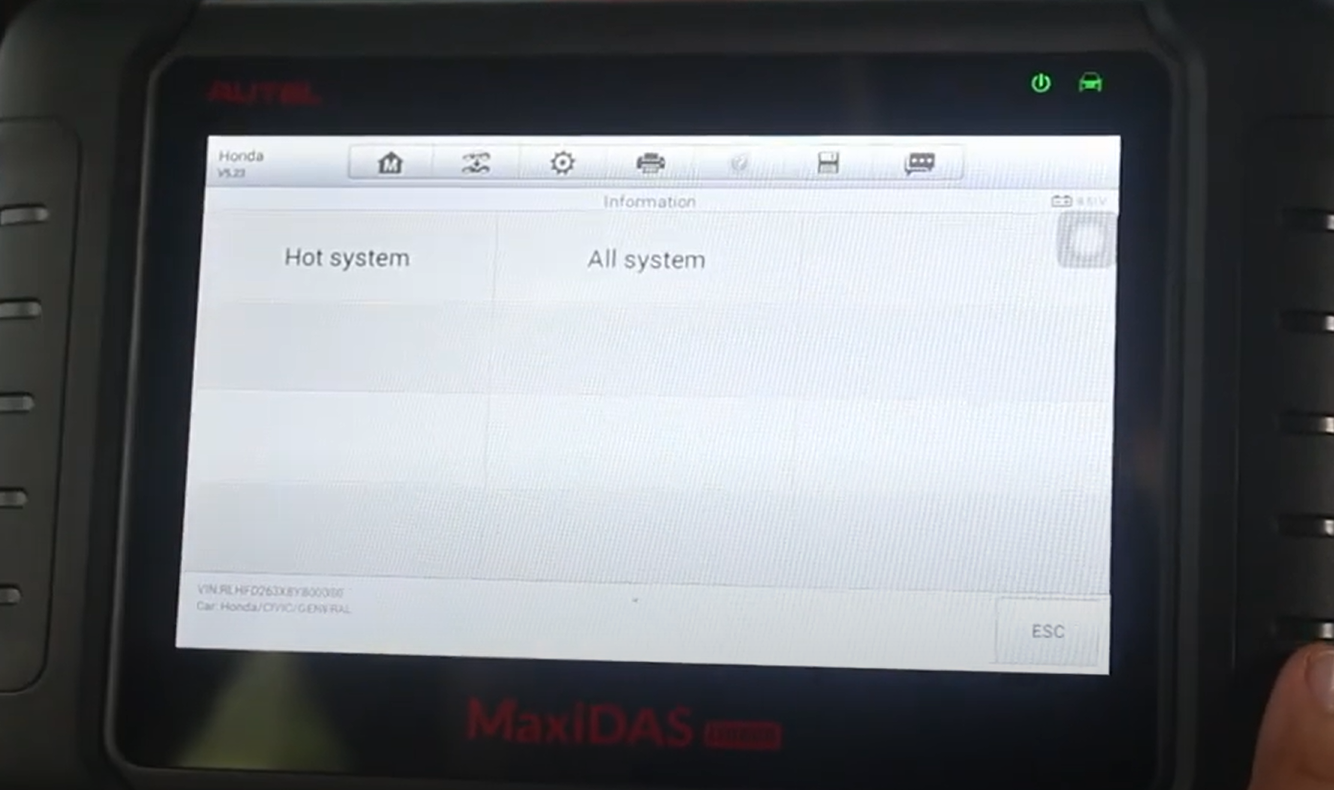 AUTEL
Honda
V5.23
M
Information
Hot system
All system
Car: Honda/CIVIC/GENERAL
ESC
MaxiDAS